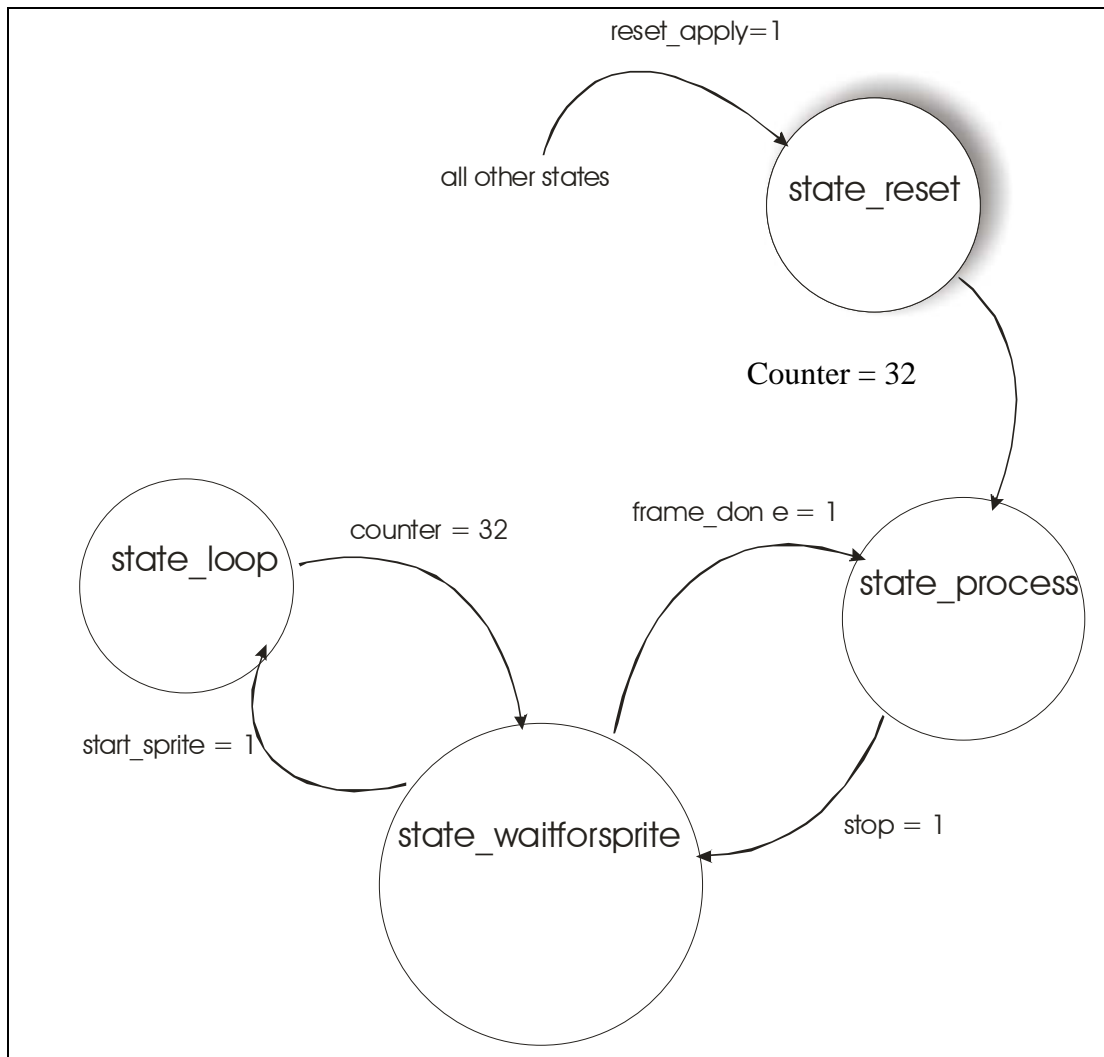 reset_apply=1
all other states
state_reset
Counter = 32
frame_don e = 1
counter = 32
state_loop
state_process
start_sprite = 1
stop = 1
state_waitforsprite